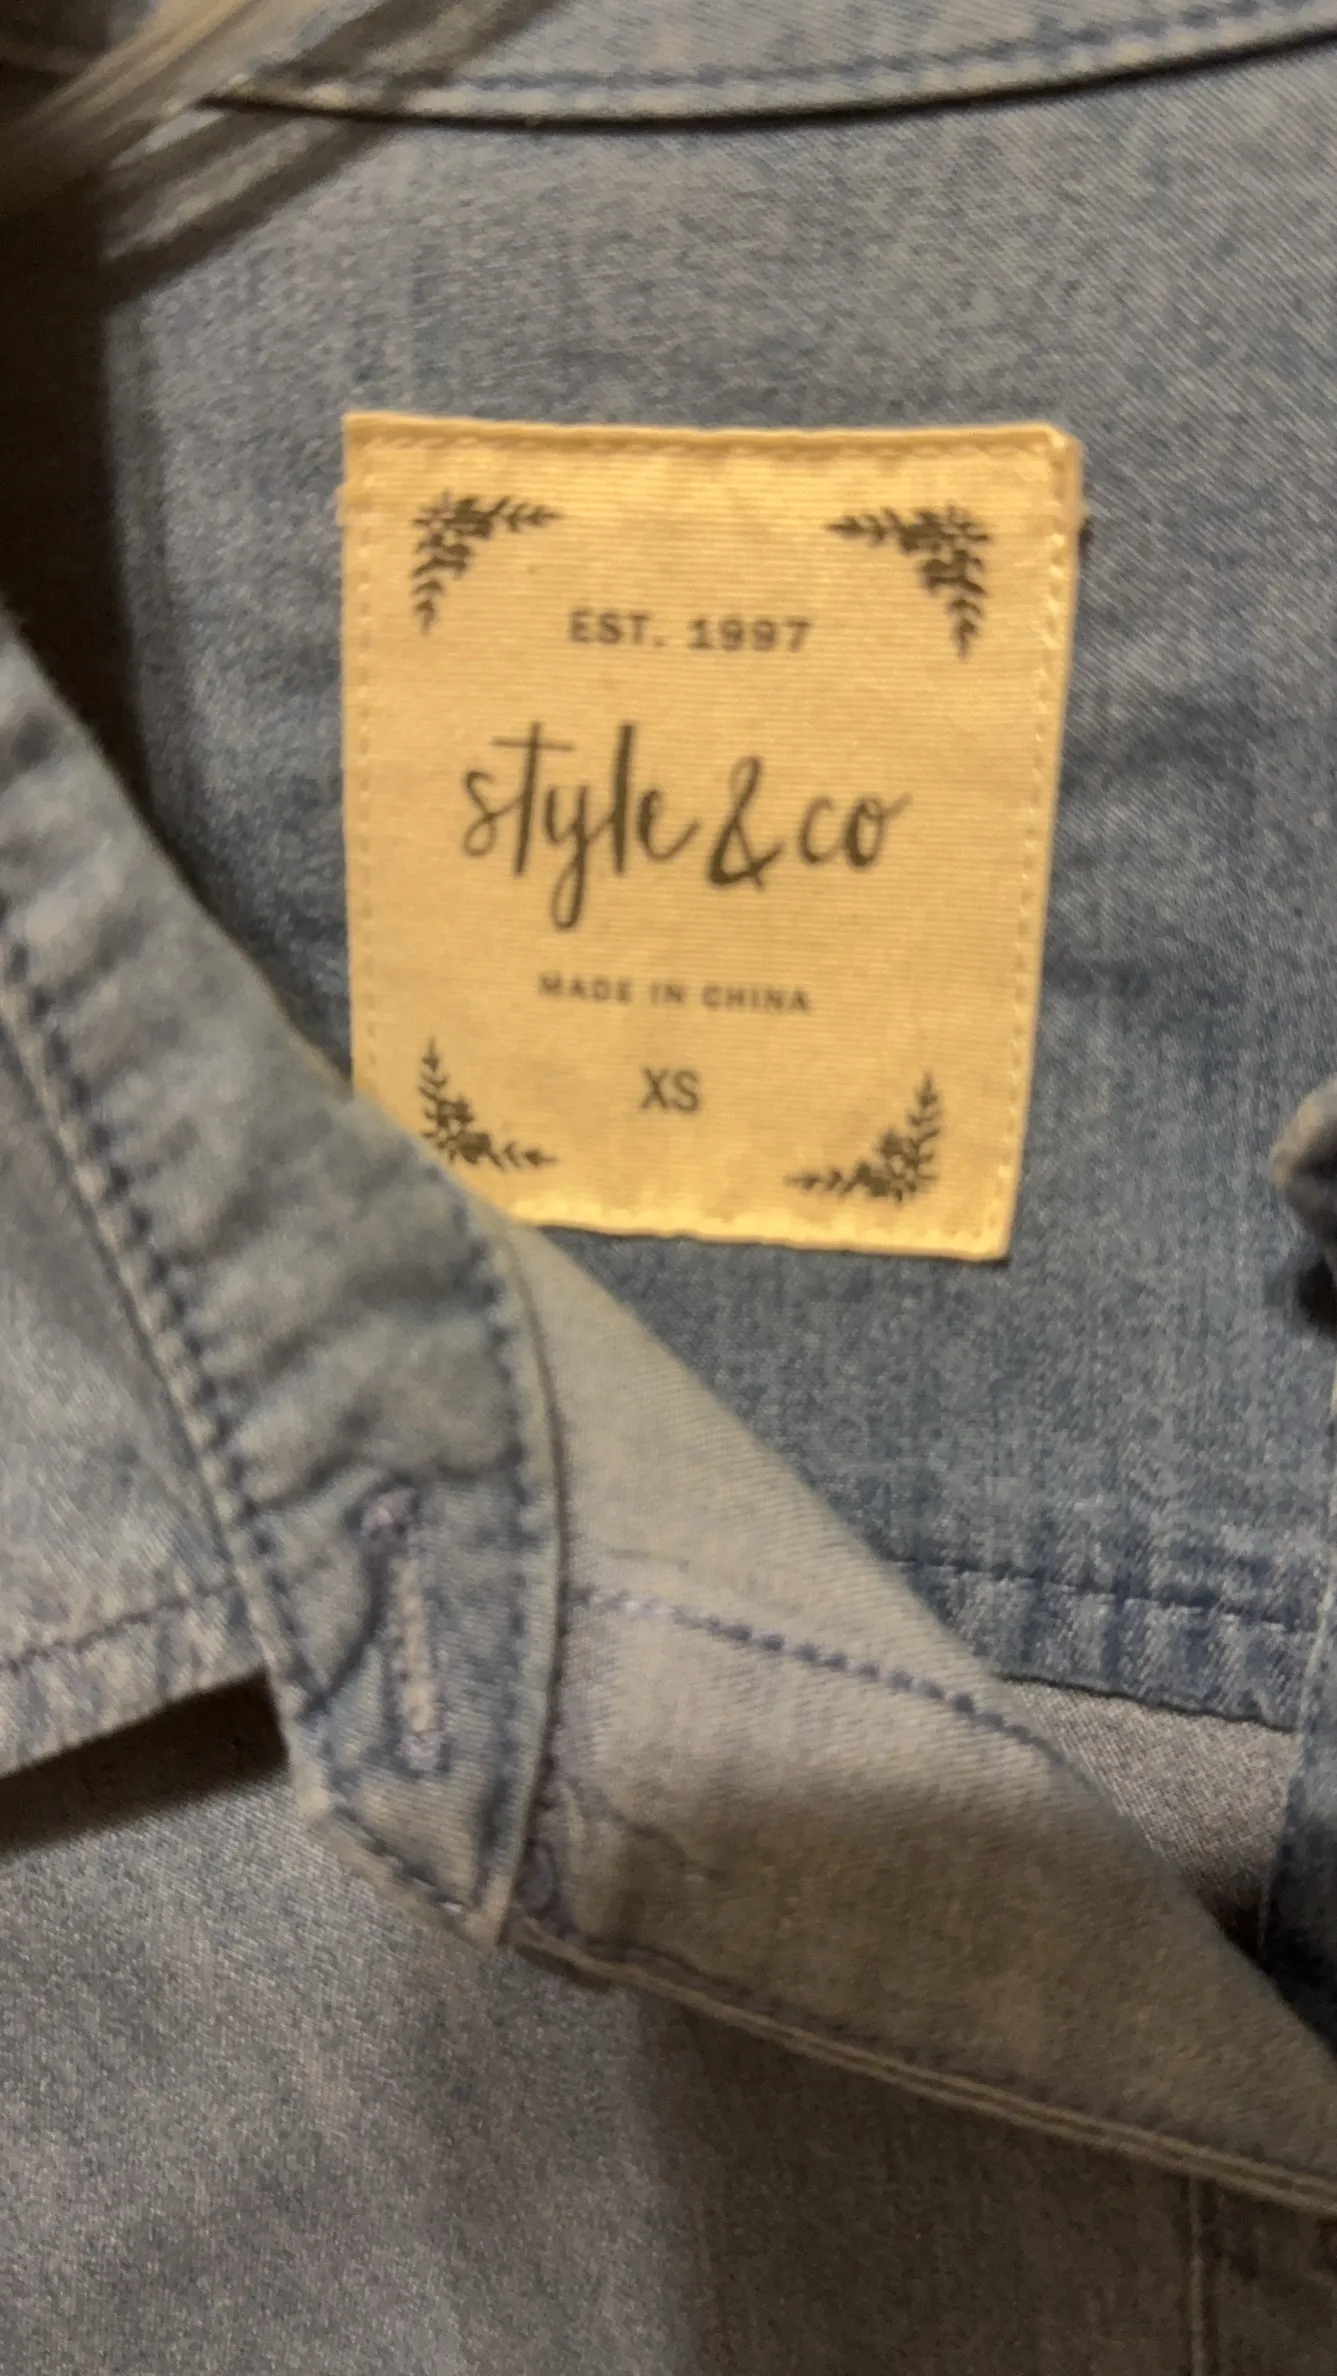 EST. 1997
style & co
MADE IN CHINA
XS